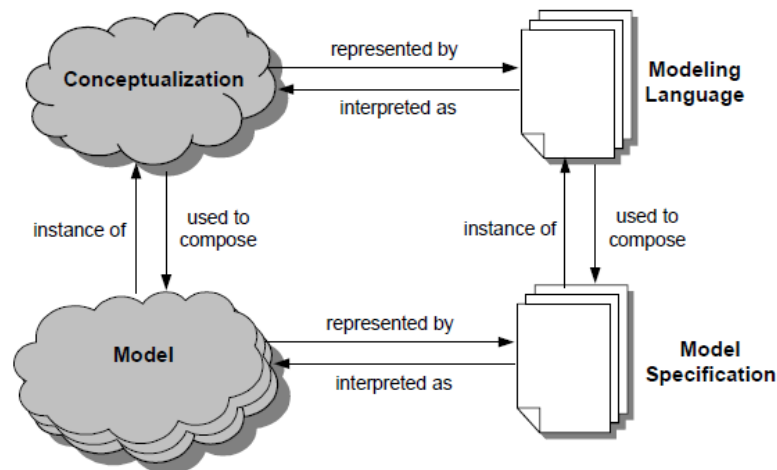 represented by
Conceptualization
Modeling
Language
interpreted as
instance of
used to
compose
instance of
used to
compose
represented by
Model
Model
Specification
interpreted as